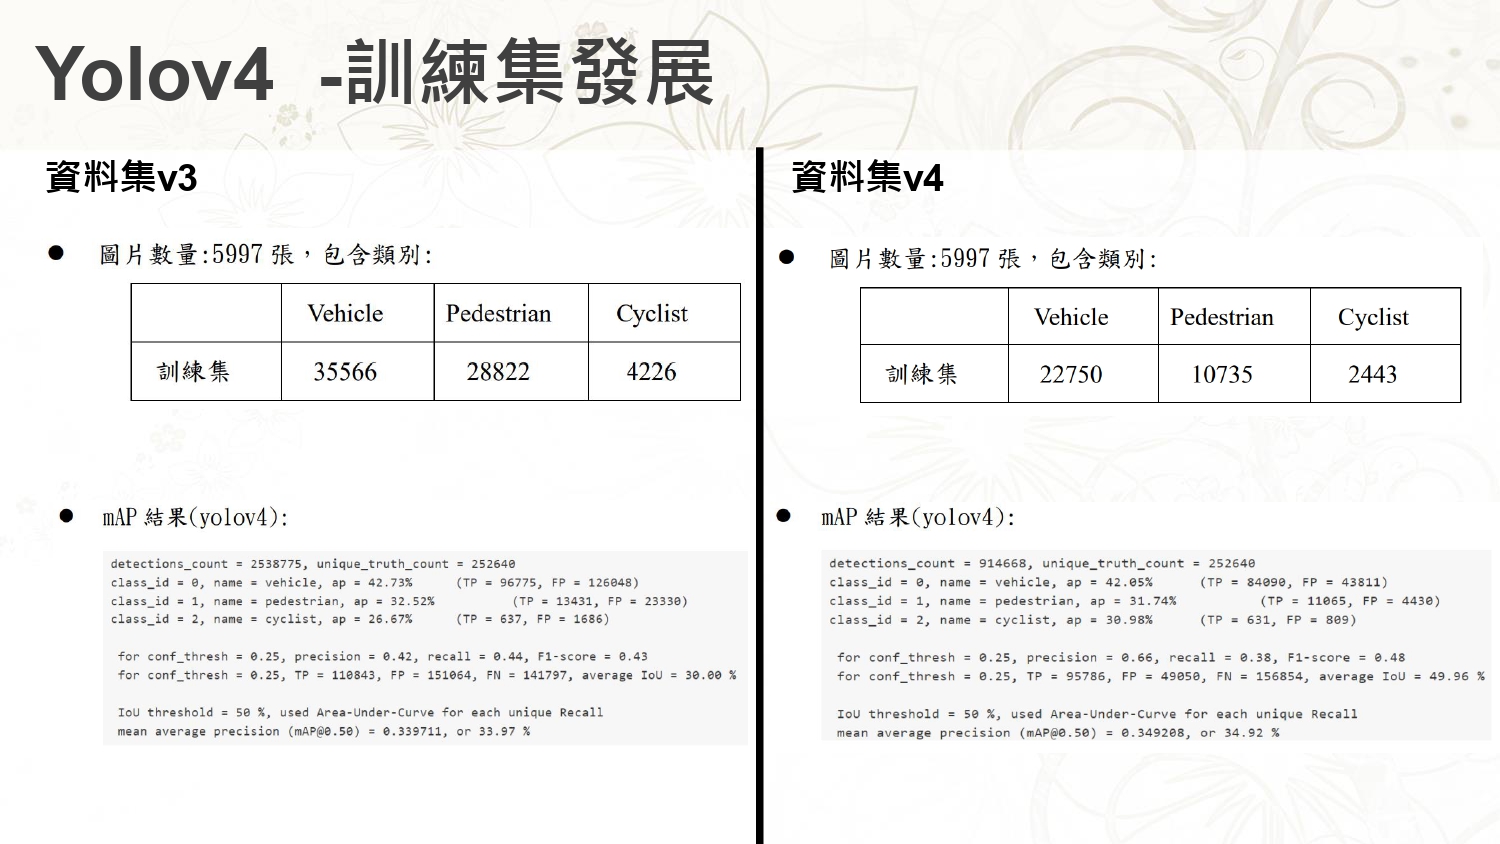 Yolov4 -訓練集發展
資料集v3
● 圖片數量:5997 張，包含類別:
Vehicle Pedestrian Cyclist
訓練集 35566 28822 4226
● mAP 結果(yolov4):
detections_count = 2538775, unique_truth_count = 252640
class_id = 0, name = vehicle, ap = 42.73% (TP = 96775, FP = 126048)
class_id = 1, name = pedestrian, ap = 32.52% (TP = 13431, FP = 23330)
class_id = 2, name = cyclist, ap = 26.67% (TP = 637, FP = 1686)
for conf_thresh = 0.25, precision = 0.42, recall = 0.44, F1-score = 0.43
for conf_thresh = 0.25, TP = 110843, FP = 151064, FN = 141797, average IoU = 30.00 %
IoU threshold = 50 %, used Area-Under-Curve for each unique Recall
mean average precision (mAP@0.50) = 0.339711, or 33.97 %
資料集v4
● 圖片數量:5997 張，包含類別:
Vehicle Pedestrian Cyclist
訓練集 22750 10735 2443
● mAP 結果(yolov4):
detections_count = 914668, unique_truth_count = 252640
class_id = 0, name = vehicle, ap = 42.05% (TP = 84090, FP = 43811)
class_id = 1, name = pedestrian, ap = 31.74% (TP = 11065, FP = 4430)
class_id = 2, name = cyclist, ap = 30.98% (TP = 631, FP = 809)
for conf_thresh = 0.25, precision = 0.66, recall = 0.38, F1-score = 0.48
for conf_thresh = 0.25, TP = 95786, FP = 49050, FN = 156854, average IoU = 49.96 %
IoU threshold = 50 %, used Area-Under-Curve for each unique Recall
mean average precision (mAP@0.50) = 0.349208, or 34.92 %